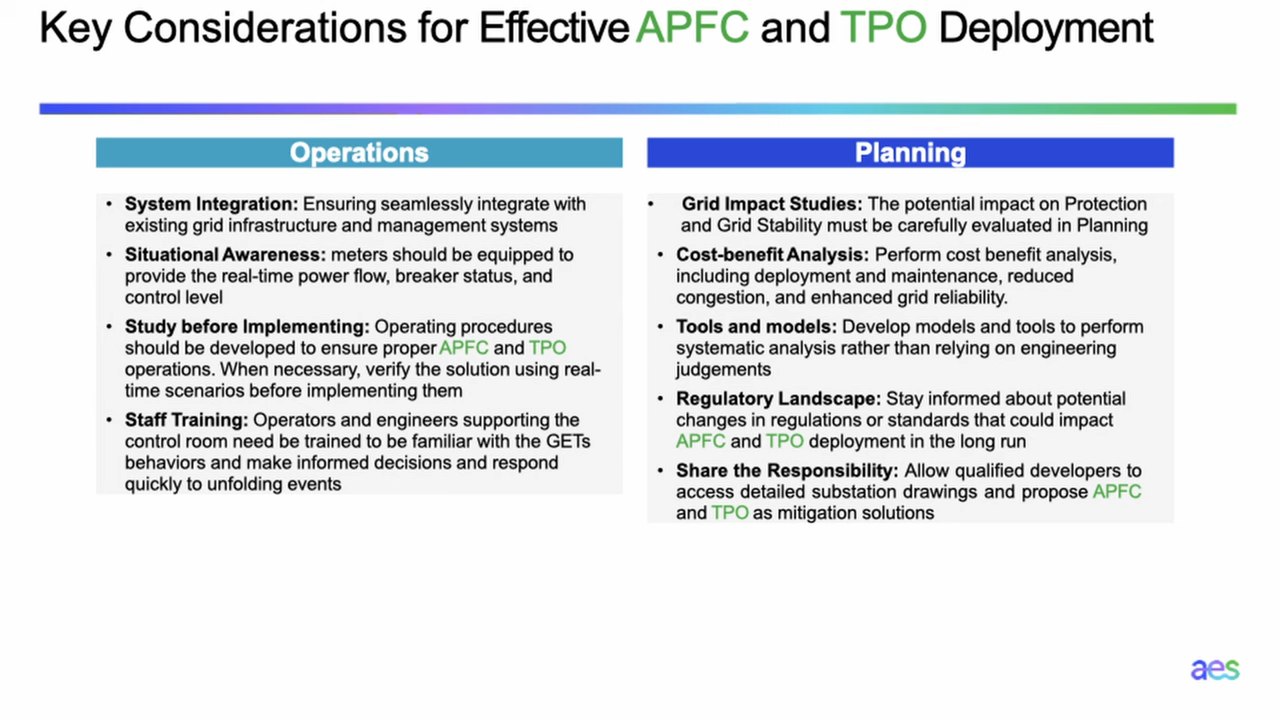 Key Considerations for Effective APFC and TPO Deployment
Operations
• System Integration: Ensuring seamlessly integrate with
existing grid infrastructure and management systems
• Situational Awareness: meters should be equipped to
provide the real-time power flow, breaker status, and
control level
• Study before Implementing: Operating procedures
should be developed to ensure proper APFC and TPO
operations. When necessary, verify the solution using real-
time scenarios before implementing them
• Staff Training: Operators and engineers supporting the
control room need be trained to be familiar with the GETs
behaviors and make informed decisions and respond
quickly to unfolding events
Planning
• Grid Impact Studies: The potential impact on Protection
and Grid Stability must be carefully evaluated in Planning
• Cost-benefit Analysis: Perform cost benefit analysis,
including deployment and maintenance, reduced
congestion, and enhanced grid reliability.
• Tools and models: Develop models and tools to perform
systematic analysis rather than relying on engineering
judgements
• Regulatory Landscape: Stay informed about potential
changes in regulations or standards that could impact
APFC and TPO deployment in the long run
• Share the Responsibility: Allow qualified developers to
access detailed substation drawings and propose APFC
and TPO as mitigation solutions
aes